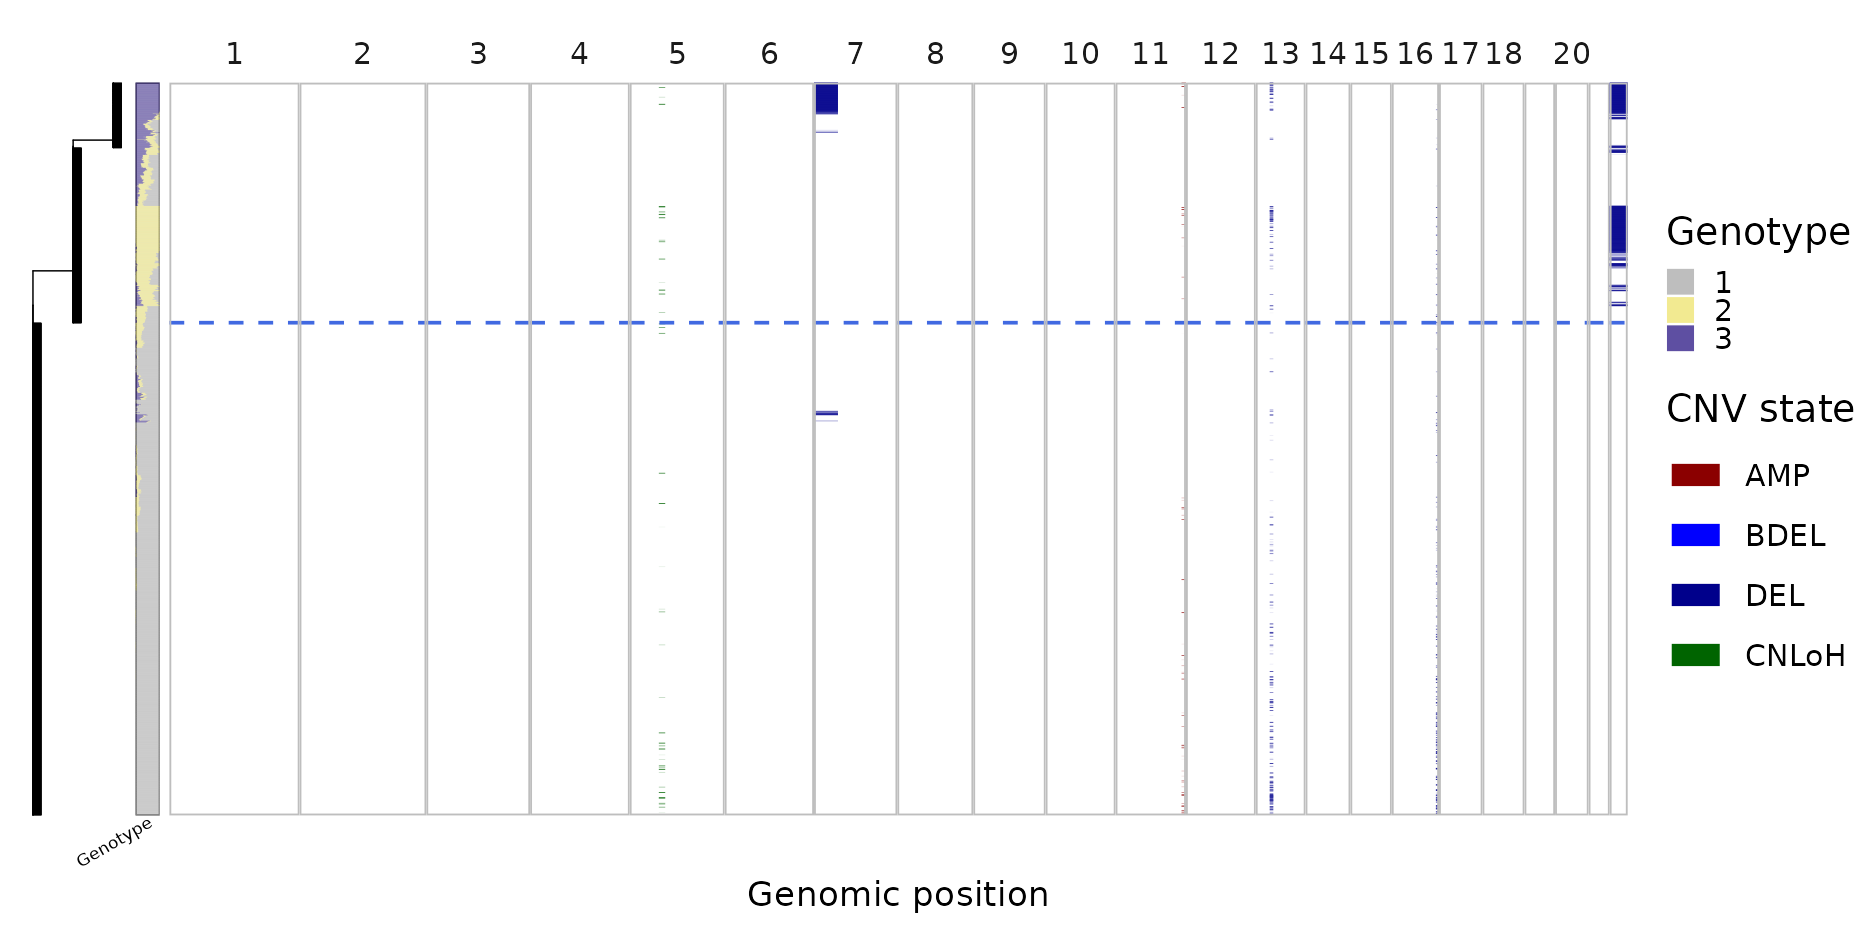 1 2 3 4 5 6 7 8 9 10 11 12 13 14 15 16 17 18 20
Genotype
1
2
3
CNV state
AMP
BDEL
DEL
CNLoH
Genotype
Genomic position